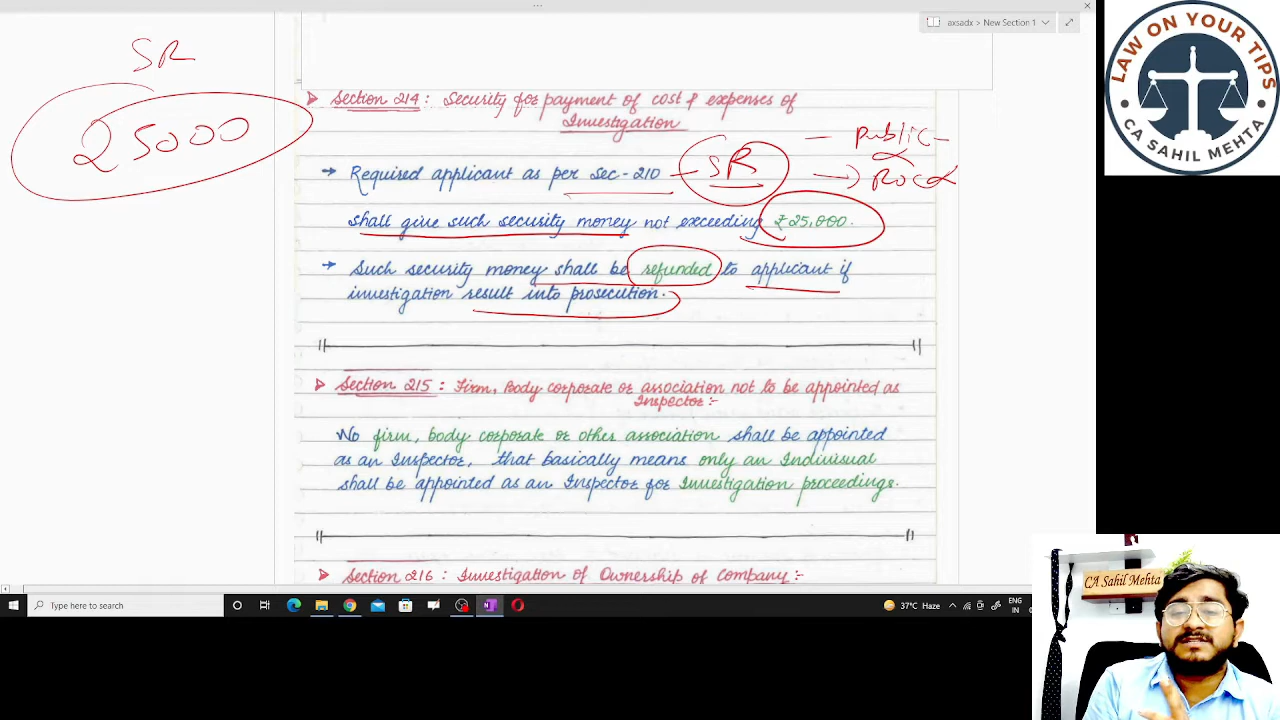 axsadx > New Section 1
LAW ON YOUR TIPS
CA SAHIL MEHTA
SR
25000
Section 214 : Security for payment of cost & expenses of
Investigation
Required applicant as per Sec-210
SR
- public -
→ ROC
shall give such security money not exceeding ₹25,000.
→ Such security money shall be refunded to applicant if
investigation result into prosecution.
Section 215 : Firm, Body corporate or association not to be appointed as
Inspector :-
No firm, body corporate or other association shall be appointed
as an Inspector, that basically means only an Indiviusal
shall be appointed as an Inspector for Investigation proceedings.
Section 216 : Investigation of Ownership of Company :-
CA Sahil Mehta
Type here to search
37°C Haze
ENG
IN